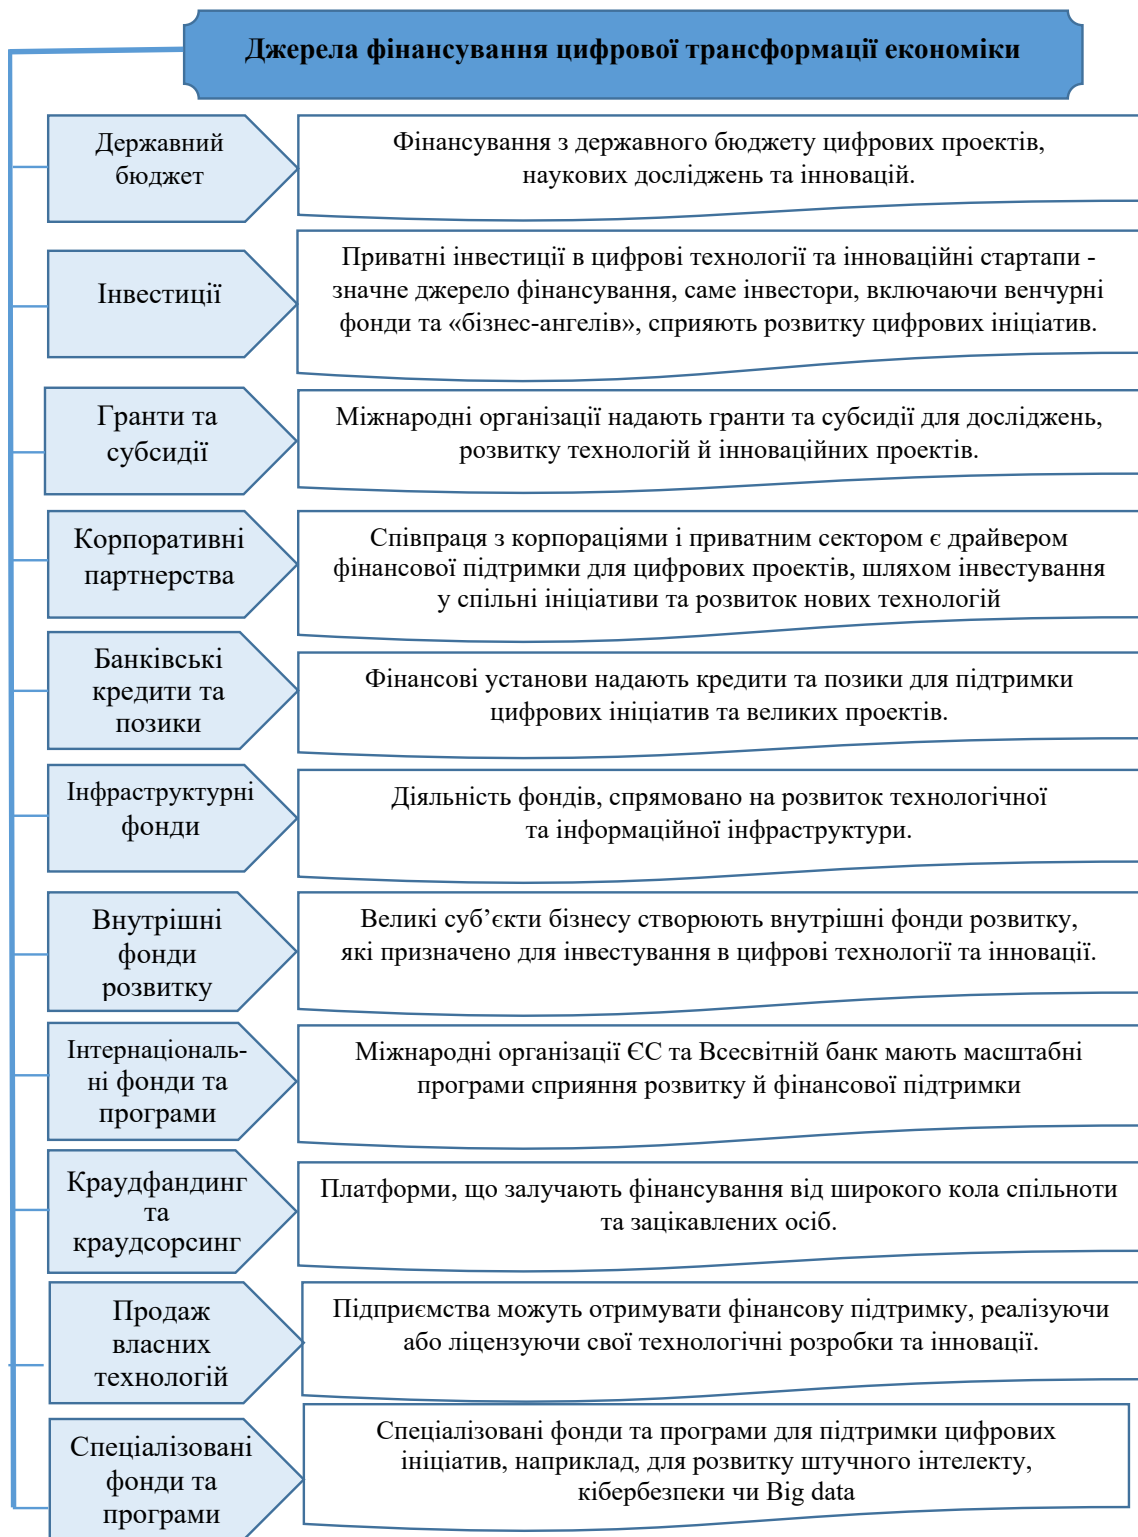 Джерела фінансування цифрової трансформації економіки
Державний
бюджет
Фінансування з державного бюджету цифрових проектів,
наукових досліджень та інновацій.
Інвестиції
Приватні інвестиції в цифрові технології та інноваційні стартапи -
значне джерело фінансування, саме інвестори, включаючи венчурні
фонди та «бізнес-ангелів», сприяють розвитку цифрових ініціатив.
Гранти та
субсидії
Міжнародні організації надають гранти та субсидії для досліджень,
розвитку технологій й інноваційних проектів.
Корпоративні
партнерства
Співпраця з корпораціями і приватним сектором є драйвером
фінансової підтримки для цифрових проектів, шляхом інвестування
у спільні ініціативи та розвиток нових технологій
Банківські
кредити та
позики
Фінансові установи надають кредити та позики для підтримки
цифрових ініціатив та великих проектів.
Інфраструктурні
фонди
Діяльність фондів, спрямовано на розвиток технологічної
та інформаційної інфраструктури.
Внутрішні
фонди
розвитку
Великі суб’єкти бізнесу створюють внутрішні фонди розвитку,
які призначено для інвестування в цифрові технології та інновації.
Інтернаціональ-
ні фонди та
програми
Міжнародні організації ЄС та Всесвітній банк мають масштабні
програми сприяння розвитку й фінансової підтримки
Краудфандинг
та
краудсорсинг
Платформи, що залучають фінансування від широкого кола спільноти
та зацікавлених осіб.
Продаж
власних
технологій
Підприємства можуть отримувати фінансову підтримку, реалізуючи
або ліцензуючи свої технологічні розробки та інновації.
Спеціалізовані
фонди та
програми
Спеціалізовані фонди та програми для підтримки цифрових
ініціатив, наприклад, для розвитку штучного інтелекту,
кібербезпеки чи Big data